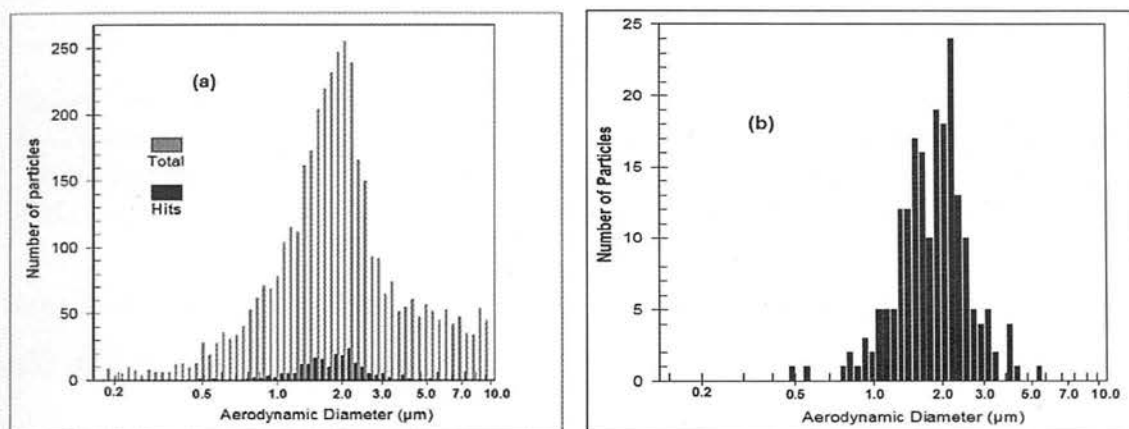 250
200
150
100
50
0
Number of particles
(a)
Total
Hits
0.2 0.5 1.0 2.0 3.0 5.0 7.0 10.0
Aerodynamic Diameter (µm)
25
20
15
10
5
0
Number of Particles
(b)
0.2 0.5 1.0 2.0 3.0 5.0 10.0
Aerodynamic Diameter (µm)